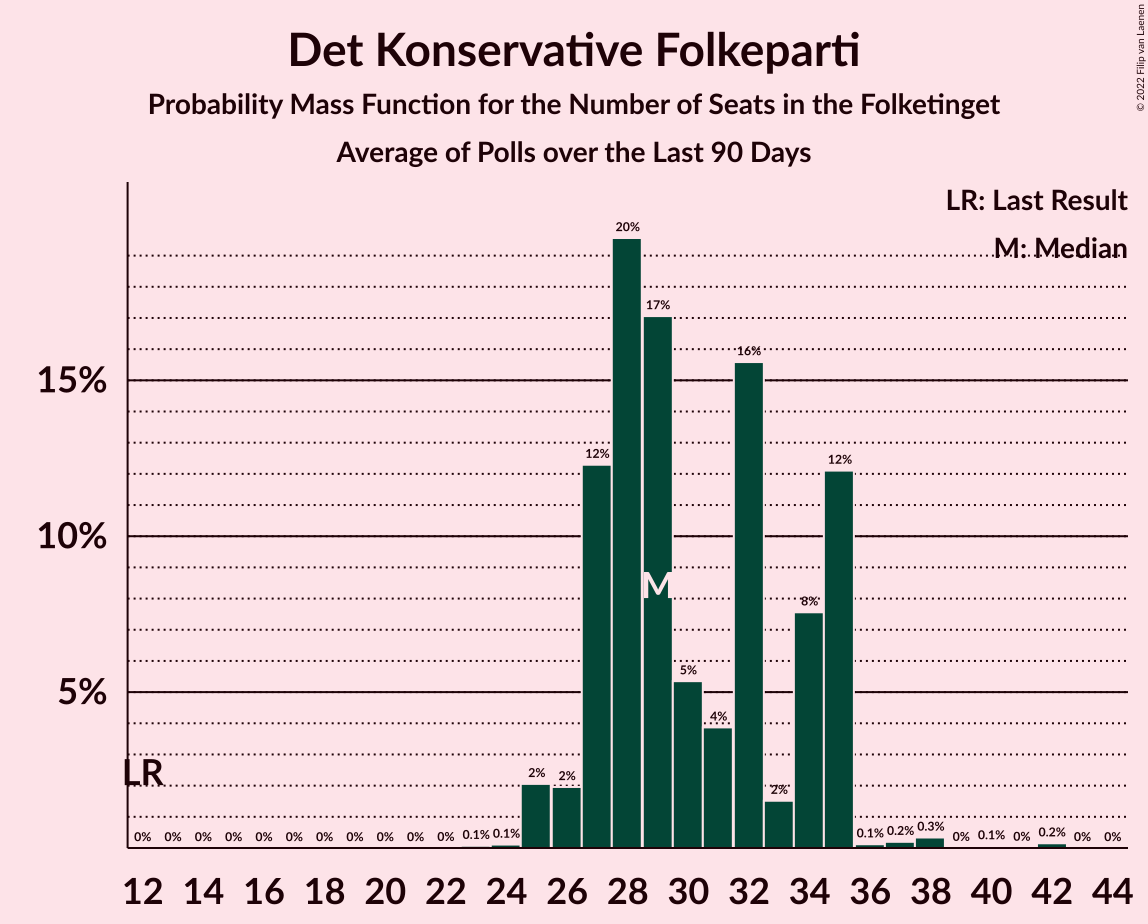 Det Konservative Folkeparti
Probability Mass Function for the Number of Seats in the Folketinget
Average of Polls over the Last 90 Days
© 2022 Filip van Laenen
LR: Last Result
M: Median
15%
10%
5%
LR
M
0% 0% 0% 0% 0% 0% 0% 0% 0% 0% 0% 0.1% 0.1% 2% 2% 12% 20% 17% 5% 4% 16% 2% 8% 12% 0.1% 0.2% 0.3% 0% 0.1% 0% 0.2% 0% 0%
12 14 16 18 20 22 24 26 28 30 32 34 36 38 40 42 44